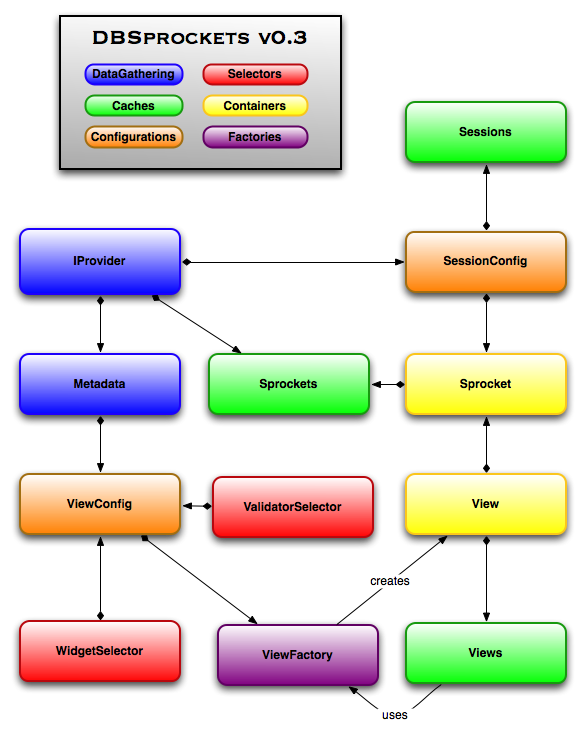 DBSprockets v0.3
DataGathering
Selectors
Caches
Containers
Configurations
Factories
Sessions
IProvider
SessionConfig
Metadata
Sprockets
Sprocket
ViewConfig
ValidatorSelector
View
creates
WidgetSelector
ViewFactory
Views
uses